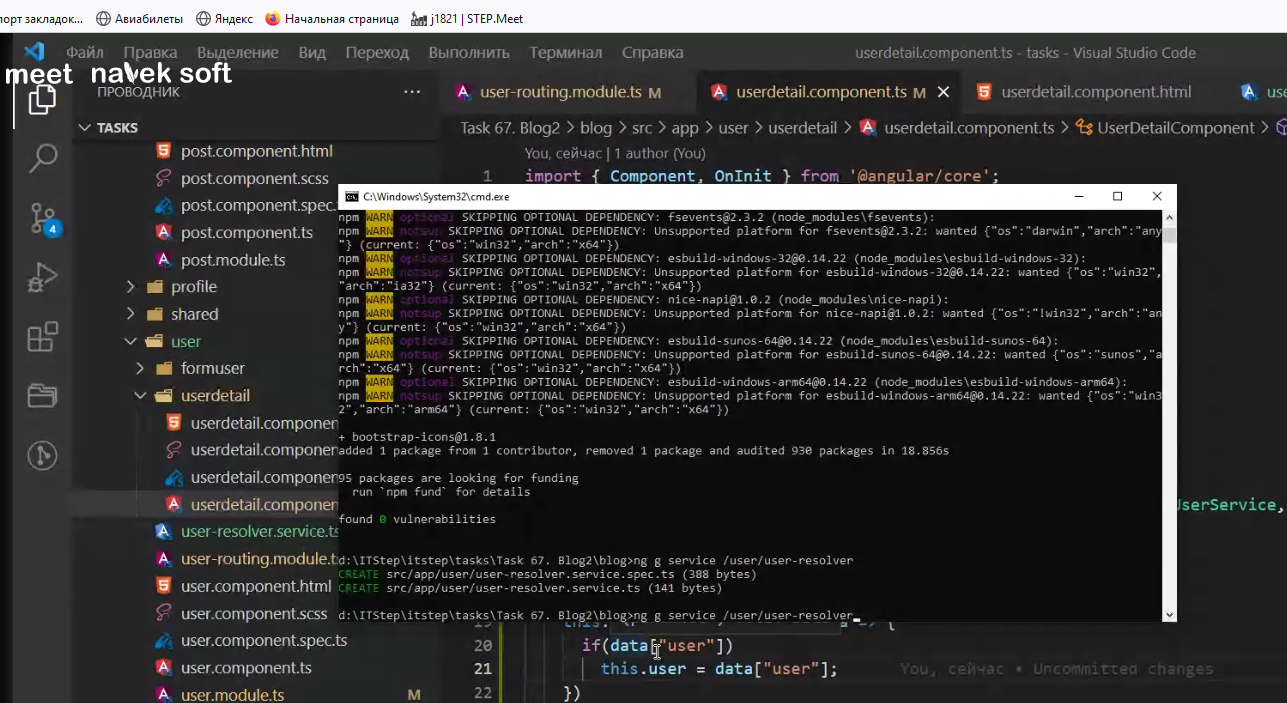 порт закладок... Авиабилеты Яндекс Начальная страница j1821 | STEP.Meet
Файл Правка Выделение Вид Переход Выполнить Терминал Справка userdetail.component.ts - tasks - Visual Studio Code
meet navek soft
ПРОВОДНИК ... user-routing.module.ts M userdetail.component.ts M userdetail.component.html
TASKS
Task 67. Blog2 > blog > src > app > user > userdetail > userdetail.component.ts > UserDetailComponent >
You, сейчас | 1 author (You)
1 import { Component, OnInit } from '@angular/core';
post.component.html
post.component.scss
post.component.spec.
post.component.ts
post.module.ts
profile
shared
user
formuser
userdetail
userdetail.componen
userdetail.componen
userdetail.componen
userdetail.componen
user-resolver.service.ts
user-routing.module.t
user.component.html
user.component.scss
user.component.spec.ts
user.component.ts
user.module.ts M
4
C:\Windows\System32\cmd.exe
npm WARN optional SKIPPING OPTIONAL DEPENDENCY: fsevents@2.3.2 (node_modules\fsevents):
npm WARN notsup SKIPPING OPTIONAL DEPENDENCY: Unsupported platform for fsevents@2.3.2: wanted {"os":"darwin","arch":"any
"} (current: {"os":"win32","arch":"x64"})
npm WARN optional SKIPPING OPTIONAL DEPENDENCY: esbuild-windows-32@0.14.22 (node_modules\esbuild-windows-32):
npm WARN notsup SKIPPING OPTIONAL DEPENDENCY: Unsupported platform for esbuild-windows-32@0.14.22: wanted {"os":"win32",
"arch":"ia32"} (current: {"os":"win32","arch":"x64"})
npm WARN optional SKIPPING OPTIONAL DEPENDENCY: nice-napi@1.0.2 (node_modules\nice-napi):
npm WARN notsup SKIPPING OPTIONAL DEPENDENCY: Unsupported platform for nice-napi@1.0.2: wanted {"os":"!win32","arch":"an
y"} (current: {"os":"win32","arch":"x64"})
npm WARN optional SKIPPING OPTIONAL DEPENDENCY: esbuild-sunos-64@0.14.22 (node_modules\esbuild-sunos-64):
npm WARN notsup SKIPPING OPTIONAL DEPENDENCY: Unsupported platform for esbuild-sunos-64@0.14.22: wanted {"os":"sunos","a
rch":"x64"} (current: {"os":"win32","arch":"x64"})
npm WARN optional SKIPPING OPTIONAL DEPENDENCY: esbuild-windows-arm64@0.14.22 (node_modules\esbuild-windows-arm64):
npm WARN notsup SKIPPING OPTIONAL DEPENDENCY: Unsupported platform for esbuild-windows-arm64@0.14.22: wanted {"os":"win3
2","arch":"arm64"} (current: {"os":"win32","arch":"x64"})
+ bootstrap-icons@1.8.1
added 1 package from 1 contributor, removed 1 package and audited 930 packages in 18.856s
95 packages are looking for funding
run `npm fund` for details
found 0 vulnerabilities
d:\ITStep\itstep\tasks\Task 67. Blog2\blog>ng g service /user/user-resolver
CREATE src/app/user/user-resolver.service.spec.ts (388 bytes)
CREATE src/app/user/user-resolver.service.ts (141 bytes)
d:\ITStep\itstep\tasks\Task 67. Blog2\blog>ng g service /user/user-resolver
UserService,
20 if(data["user"])
21 this.user = data["user"]; You, сейчас • Uncommitted changes
22 })